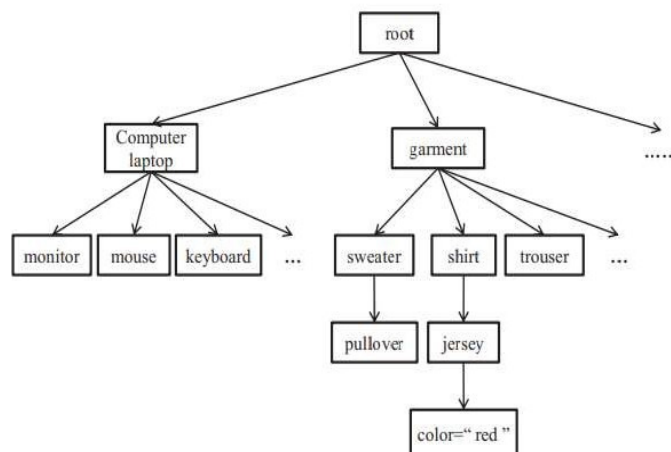 root
Computer
laptop
garment
.....
monitor
mouse
keyboard
...
sweater
shirt
trouser
...
pullover
jersey
color=“ red ”